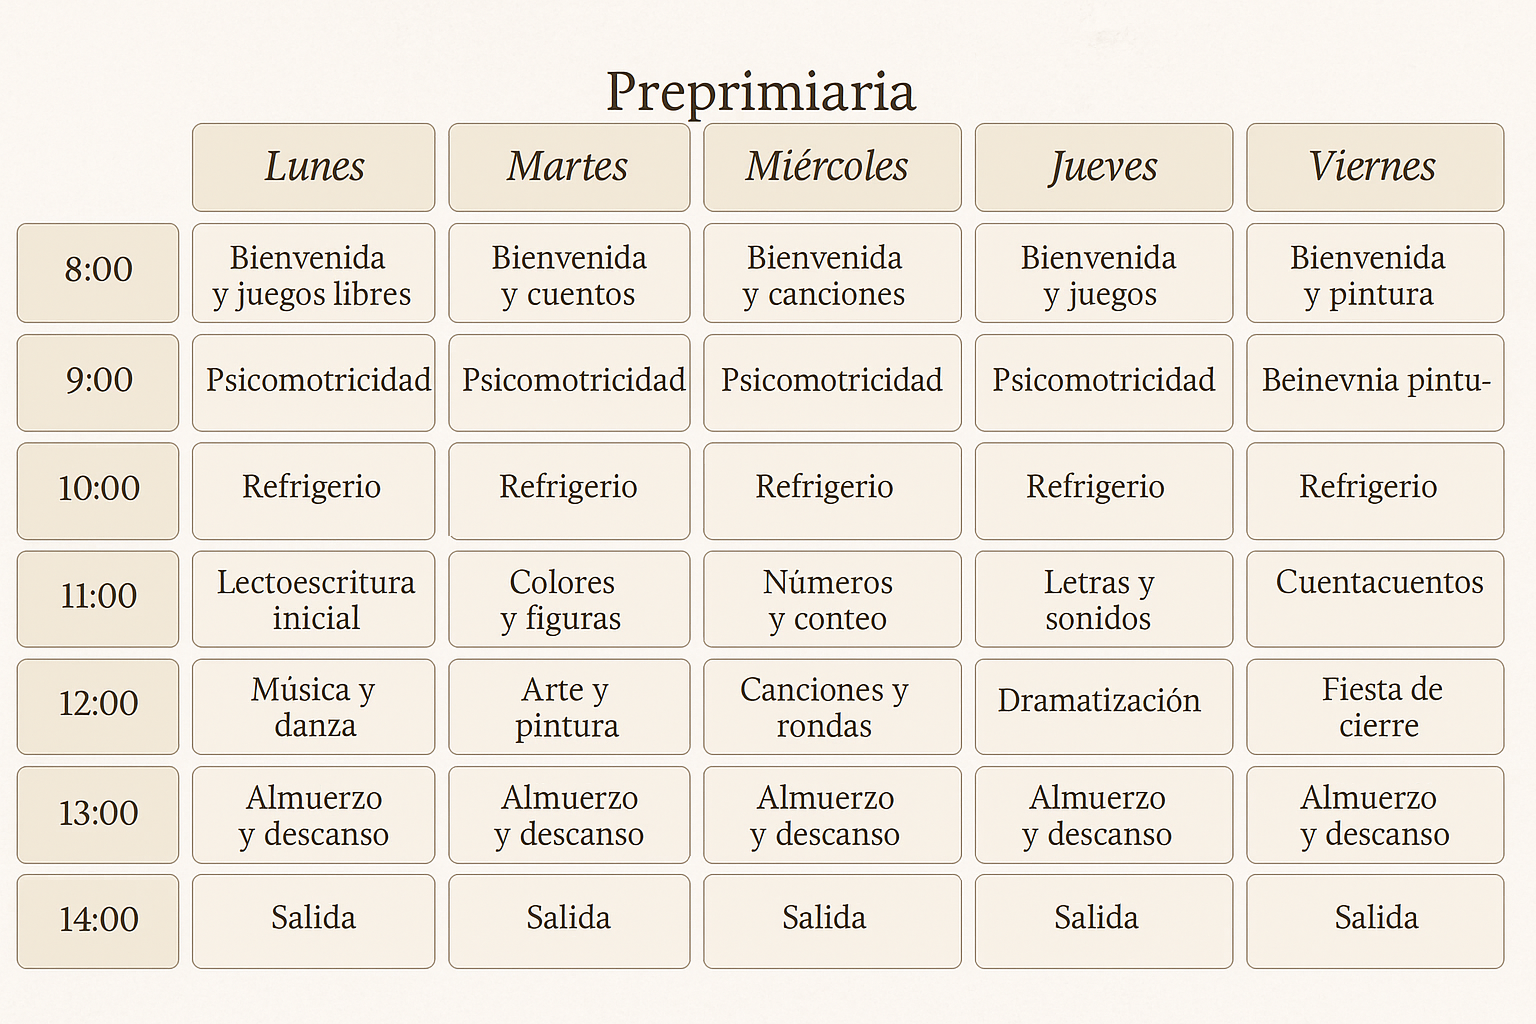 Preprimiaria
Lunes Martes Miércoles Jueves Viernes
8:00
Bienvenida
y juegos libres
Bienvenida
y cuentos
Bienvenida
y canciones
Bienvenida
y juegos
Bienvenida
y pintura
9:00
Psicomotricidad
Psicomotricidad
Psicomotricidad
Psicomotricidad
Beinevnia pintu-
10:00
Refrigerio
Refrigerio
Refrigerio
Refrigerio
Refrigerio
11:00
Lectoescritura
inicial
Colores
y figuras
Números
y conteo
Letras y
sonidos
Cuentacuentos
12:00
Música y
danza
Arte y
pintura
Canciones y
rondas
Dramatización
Fiesta de
cierre
13:00
Almuerzo
y descanso
Almuerzo
y descanso
Almuerzo
y descanso
Almuerzo
y descanso
Almuerzo
y descanso
14:00
Salida
Salida
Salida
Salida
Salida